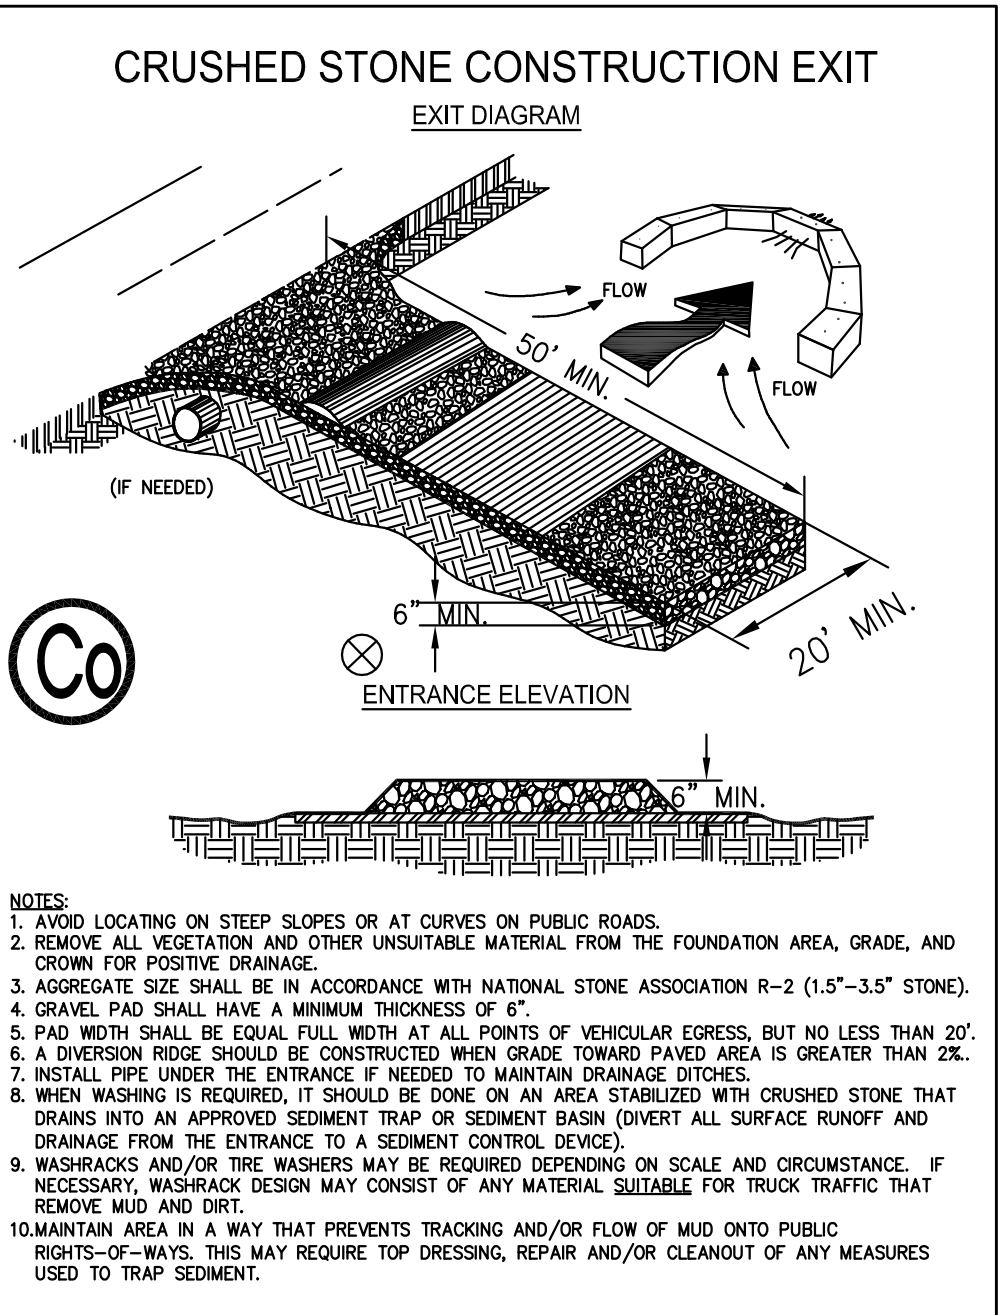 CRUSHED STONE CONSTRUCTION EXIT
EXIT DIAGRAM
FLOW
50' MIN.
FLOW
(IF NEEDED)
6" MIN.
20' MIN.
Co
ENTRANCE ELEVATION
6" MIN.
NOTES:
1. AVOID LOCATING ON STEEP SLOPES OR AT CURVES ON PUBLIC ROADS.
2. REMOVE ALL VEGETATION AND OTHER UNSUITABLE MATERIAL FROM THE FOUNDATION AREA, GRADE, AND
CROWN FOR POSITIVE DRAINAGE.
3. AGGREGATE SIZE SHALL BE IN ACCORDANCE WITH NATIONAL STONE ASSOCIATION R-2 (1.5"-3.5" STONE).
4. GRAVEL PAD SHALL HAVE A MINIMUM THICKNESS OF 6".
5. PAD WIDTH SHALL BE EQUAL FULL WIDTH AT ALL POINTS OF VEHICULAR EGRESS, BUT NO LESS THAN 20'.
6. A DIVERSION RIDGE SHOULD BE CONSTRUCTED WHEN GRADE TOWARD PAVED AREA IS GREATER THAN 2%..
7. INSTALL PIPE UNDER THE ENTRANCE IF NEEDED TO MAINTAIN DRAINAGE DITCHES.
8. WHEN WASHING IS REQUIRED, IT SHOULD BE DONE ON AN AREA STABILIZED WITH CRUSHED STONE THAT
DRAINS INTO AN APPROVED SEDIMENT TRAP OR SEDIMENT BASIN (DIVERT ALL SURFACE RUNOFF AND
DRAINAGE FROM THE ENTRANCE TO A SEDIMENT CONTROL DEVICE).
9. WASHRACKS AND/OR TIRE WASHERS MAY BE REQUIRED DEPENDING ON SCALE AND CIRCUMSTANCE. IF
NECESSARY, WASHRACK DESIGN MAY CONSIST OF ANY MATERIAL SUITABLE FOR TRUCK TRAFFIC THAT
REMOVE MUD AND DIRT.
10.MAINTAIN AREA IN A WAY THAT PREVENTS TRACKING AND/OR FLOW OF MUD ONTO PUBLIC
RIGHTS-OF-WAYS. THIS MAY REQUIRE TOP DRESSING, REPAIR AND/OR CLEANOUT OF ANY MEASURES
USED TO TRAP SEDIMENT.